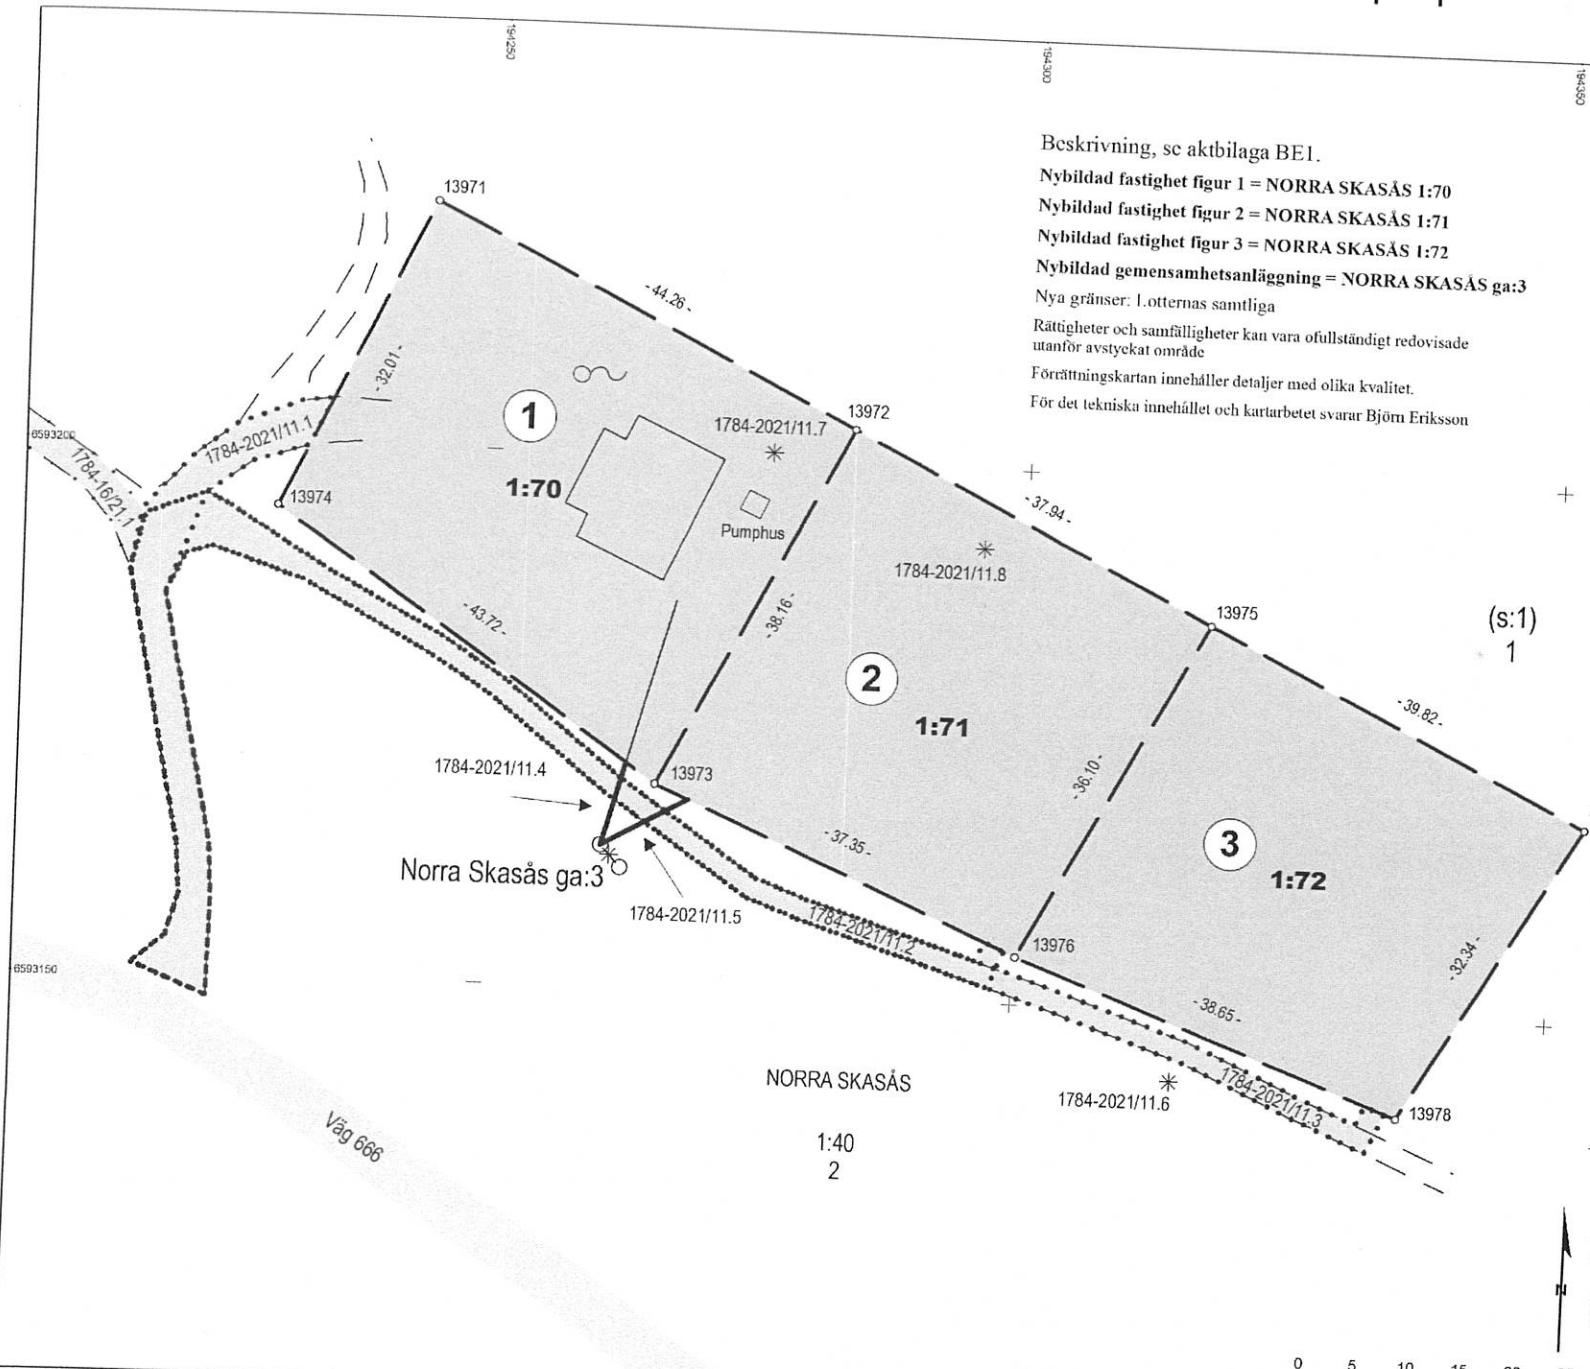 194250
194300
194350
Beskrivning, se aktbilaga BE1.
Nybildad fastighet figur 1 = NORRA SKASÅS 1:70
Nybildad fastighet figur 2 = NORRA SKASÅS 1:71
Nybildad fastighet figur 3 = NORRA SKASÅS 1:72
Nybildad gemensamhetsanläggning = NORRA SKASÅS ga:3
Nya gränser: Lotternas samtliga
Rättigheter och samfälligheter kan vara ofullständigt redovisade
utanför avstyckat område
Förrättningskartan innehåller detaljer med olika kvalitet.
För det tekniska innehållet och kartarbetet svarar Björn Eriksson
13971
- 44.26 -
- 32.01 -
1
13972
1784-2021/11.7
6593200
1784-2021/11.1
1784-16/21.1
13974
1:70
Pumphus
- 37.94 -
1784-2021/11.8
- 43.72 -
- 38.16 -
13975
(s:1)
1
2
1:71
- 39.82 -
1784-2021/11.4
13973
- 36.10 -
- 37.35 -
3
1:72
Norra Skasås ga:3
1784-2021/11.5
1784-2021/11.2
13976
- 32.34 -
6593150
- 38.65 -
NORRA SKASÅS
1784-2021/11.6
1784-2021/11.3
13978
Väg 666
1:40
2
N
0 5 10